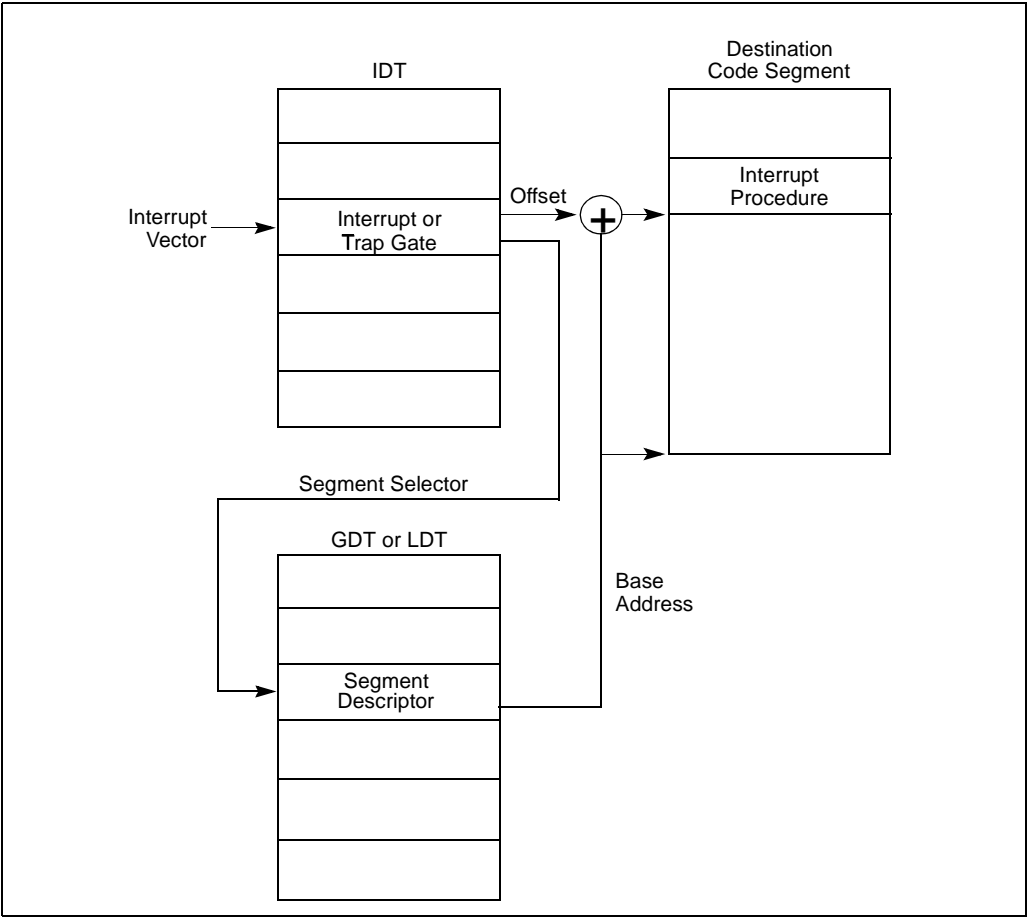 IDT
Destination
Code Segment
Interrupt
Vector
Interrupt or
Trap Gate
Offset
+
Interrupt
Procedure
Segment Selector
GDT or LDT
Segment
Descriptor
Base
Address